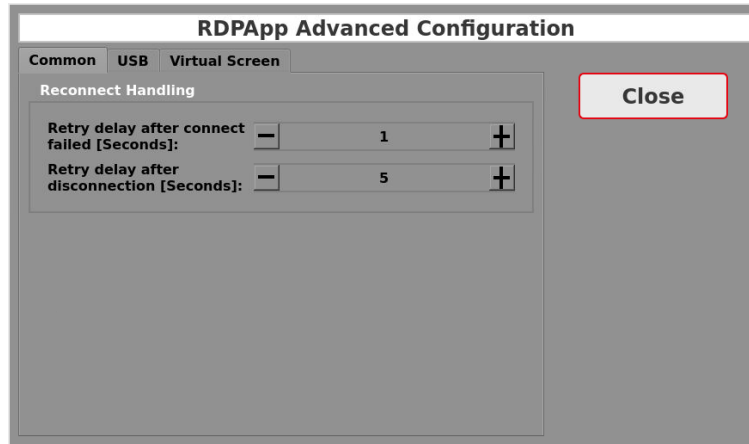 RDPApp Advanced Configuration
Common USB Virtual Screen
Close
Reconnect Handling
Retry delay after connect
failed [Seconds]:
1
Retry delay after
disconnection [Seconds]:
5